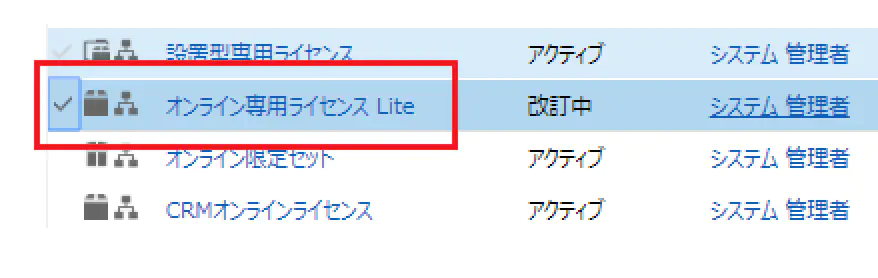 設置型専用ライセンス アクティブ システム 管理者
オンライン専用ライセンス Lite 改訂中 システム 管理者
オンライン限定セット アクティブ システム 管理者
CRMオンラインライセンス アクティブ システム 管理者